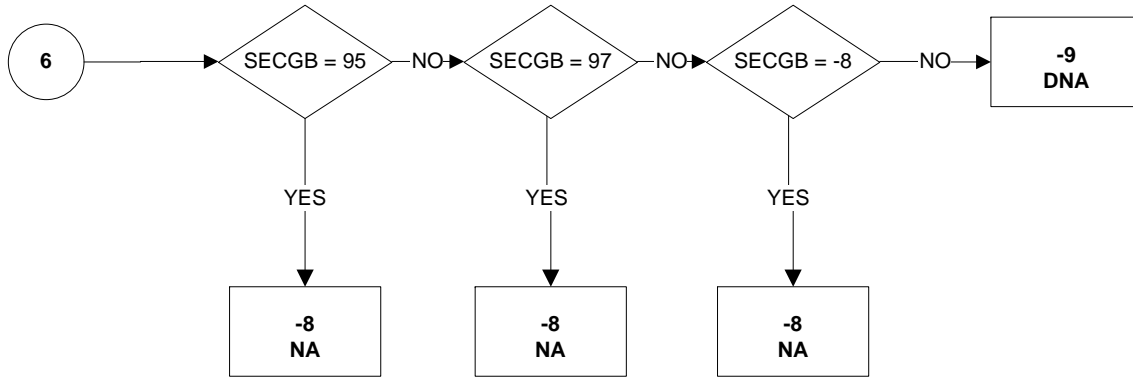 6
SECGB = 95
NO
SECGB = 97
NO
SECGB = -8
NO
-9
DNA
YES
YES
YES
-8
NA
-8
NA
-8
NA